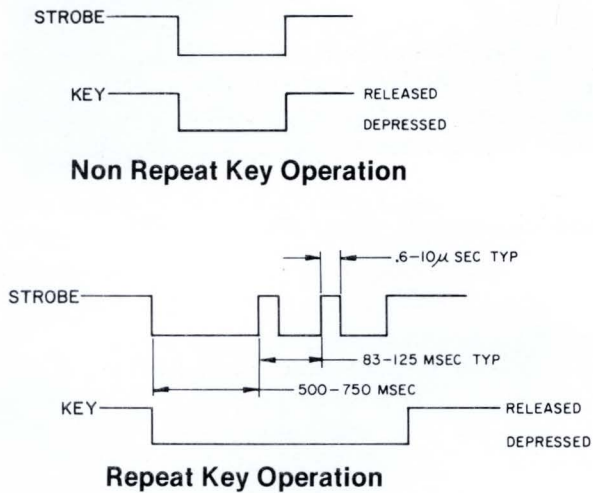 STROBE
KEY RELEASED
DEPRESSED
Non Repeat Key Operation
.6-10μ SEC TYP
STROBE
83-125 MSEC TYP
500-750 MSEC
KEY RELEASED
DEPRESSED
Repeat Key Operation